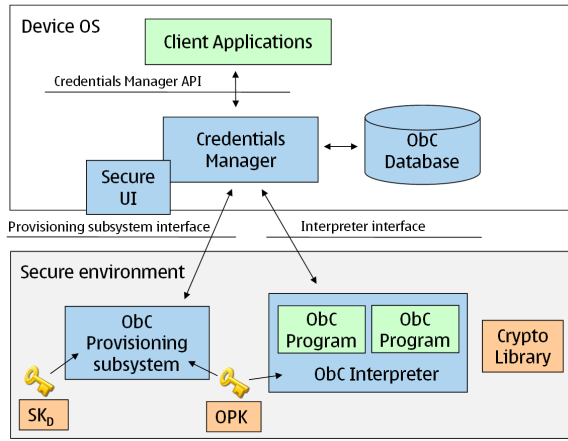 Device OS
Client Applications
Credentials Manager API
Credentials
Manager
ObC
Database
Secure
UI
Provisioning subsystem interface
Interpreter interface
Secure environment
ObC
Provisioning
subsystem
ObC
Program
ObC
Program
ObC Interpreter
Crypto
Library
SK_D
OPK